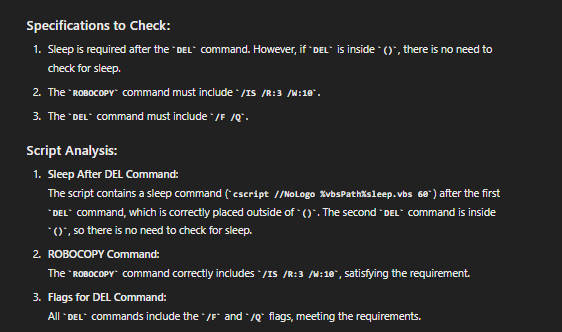 Specifications to Check:
1. Sleep is required after the `DEL` command. However, if `DEL` is inside `()`, there is no need to
check for sleep.
2. The `ROBOCOPY` command must include `/IS /R:3 /W:10`.
3. The `DEL` command must include `/F /Q`.
Script Analysis:
1. Sleep After DEL Command:
The script contains a sleep command (`cscript //NoLogo %vbsPath%sleep.vbs 60`) after the first
`DEL` command, which is correctly placed outside of `()`. The second `DEL` command is inside
`()`, so there is no need to check for sleep.
2. ROBOCOPY Command:
The `ROBOCOPY` command correctly includes `/IS /R:3 /W:10`, satisfying the requirement.
3. Flags for DEL Command:
All `DEL` commands include the `/F` and `/Q` flags, meeting the requirements.